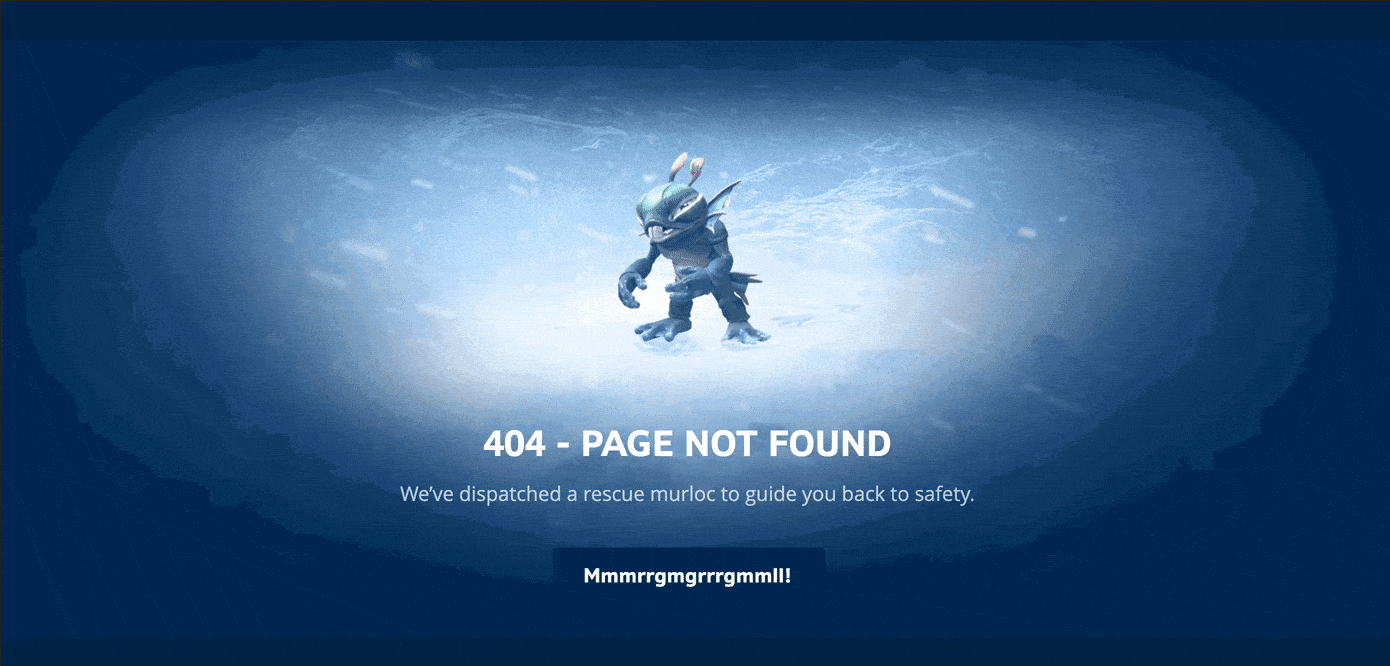 404 - PAGE NOT FOUND
We’ve dispatched a rescue murloc to guide you back to safety.
Mmmrrgmgrrrgmmll!